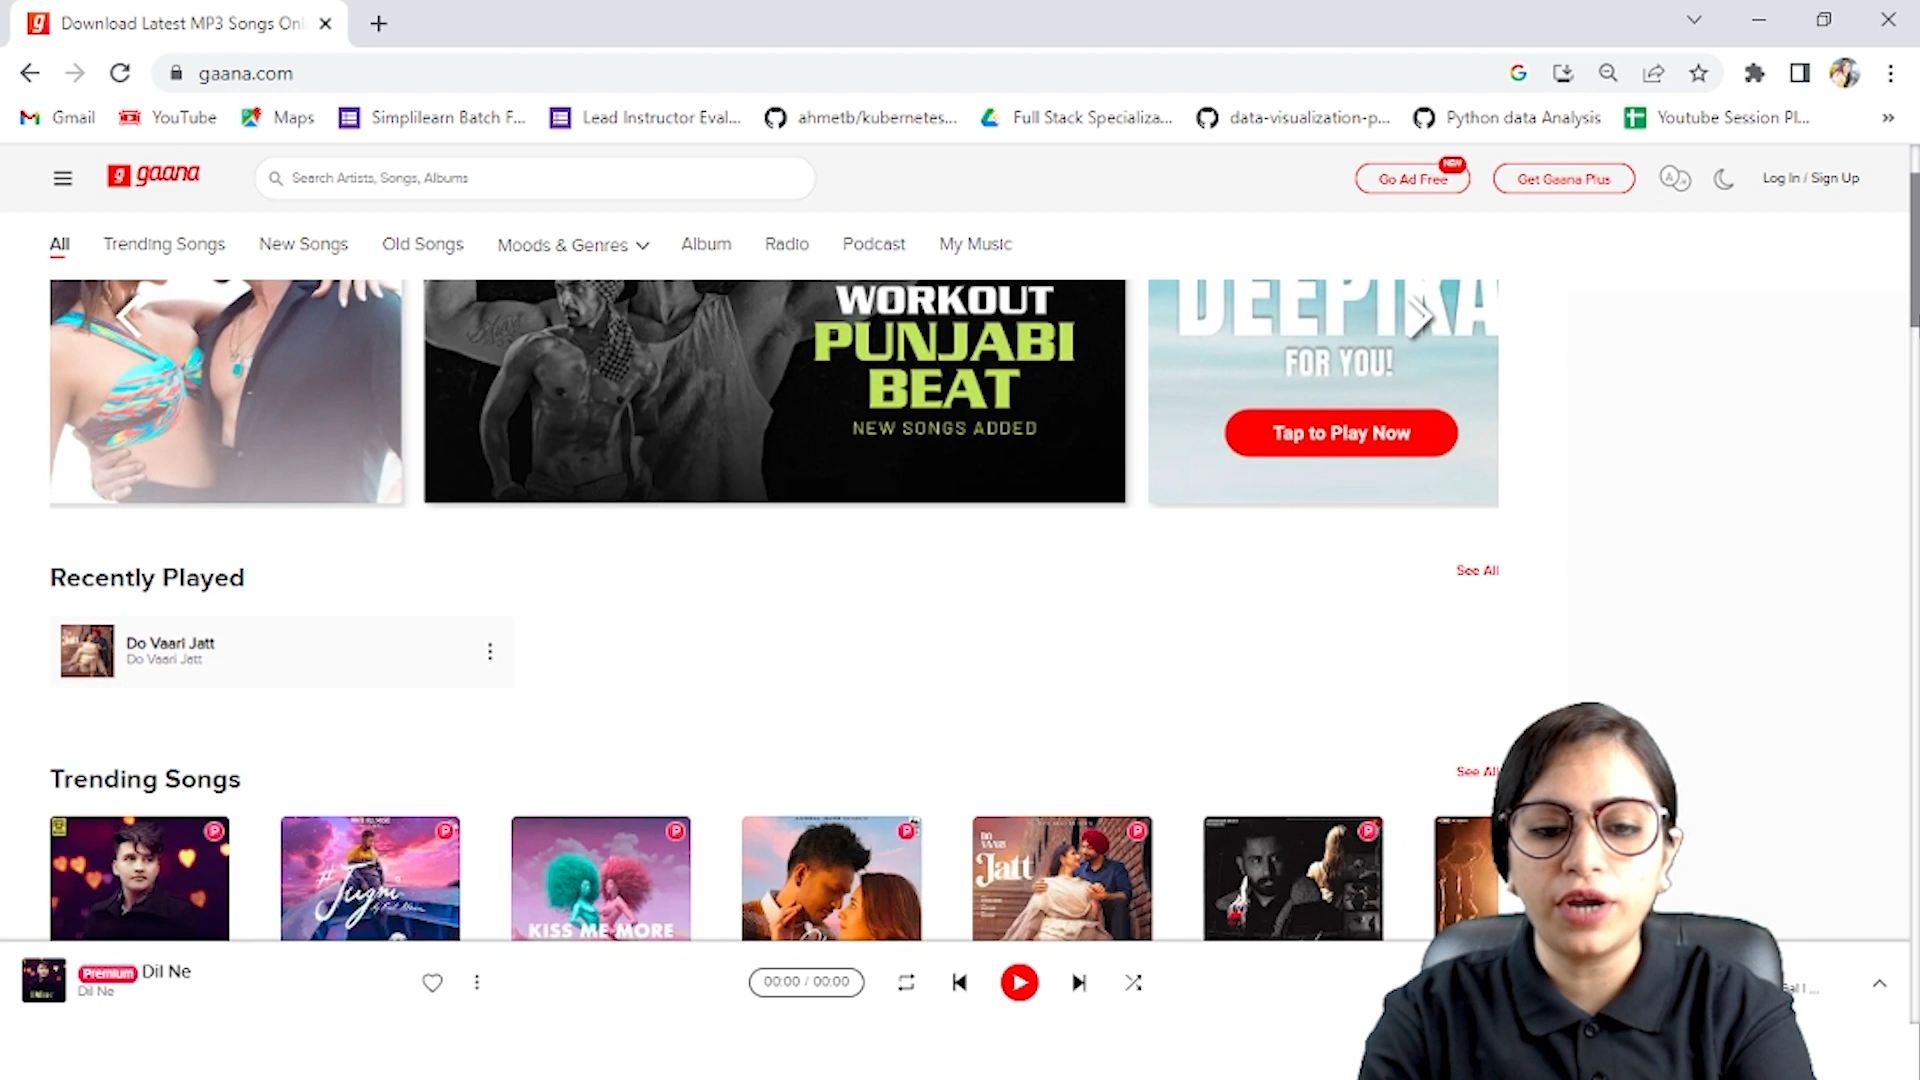 Download Latest MP3 Songs Onl
gaana.com
Gmail
YouTube
Maps
Simplilearn Batch F...
Lead Instructor Eval...
ahmetb/kubernetes...
Full Stack Specializa...
data-visualization-p...
Python data Analysis
Youtube Session Pl...
gaana
Search Artists, Songs, Albums
Go Ad Free
NEW
Get Gaana Plus
Log In / Sign Up
All
Trending Songs
New Songs
Old Songs
Moods & Genres
Album
Radio
Podcast
My Music
WORKOUT
PUNJABI
BEAT
NEW SONGS ADDED
DEEPIKA
FOR YOU!
Tap to Play Now
Recently Played
See All
Do Vaari Jatt
Do Vaari Jatt
Trending Songs
See All
#Jugni
KISS ME MORE
DO
VAARI
Jatt
Premium Dil Ne
Dil Ne
00:00 / 00:00